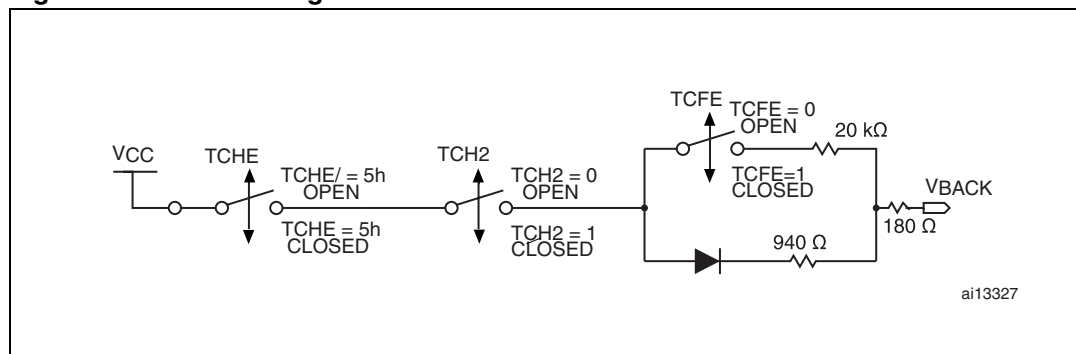 VCC
TCHE
TCHE/ = 5h
OPEN
TCHE = 5h
CLOSED
TCH2
TCH2 = 0
OPEN
TCH2 = 1
CLOSED
TCFE
TCFE = 0
OPEN
TCFE=1
CLOSED
20 kΩ
940 Ω
VBACK
180 Ω
ai13327